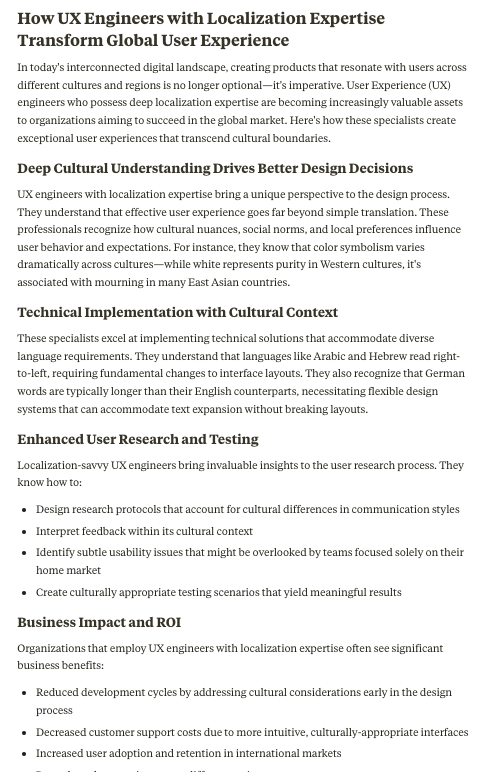 How UX Engineers with Localization Expertise
Transform Global User Experience
In today's interconnected digital landscape, creating products that resonate with users across
different cultures and regions is no longer optional—it's imperative. User Experience (UX)
engineers who possess deep localization expertise are becoming increasingly valuable assets
to organizations aiming to succeed in the global market. Here's how these specialists create
exceptional user experiences that transcend cultural boundaries.
Deep Cultural Understanding Drives Better Design Decisions
UX engineers with localization expertise bring a unique perspective to the design process.
They understand that effective user experience goes far beyond simple translation. These
professionals recognize how cultural nuances, social norms, and local preferences influence
user behavior and expectations. For instance, they know that color symbolism varies
dramatically across cultures—while white represents purity in Western cultures, it's
associated with mourning in many East Asian countries.
Technical Implementation with Cultural Context
These specialists excel at implementing technical solutions that accommodate diverse
language requirements. They understand that languages like Arabic and Hebrew read right-
to-left, requiring fundamental changes to interface layouts. They also recognize that German
words are typically longer than their English counterparts, necessitating flexible design
systems that can accommodate text expansion without breaking layouts.
Enhanced User Research and Testing
Localization-savvy UX engineers bring invaluable insights to the user research process. They
know how to:
• Design research protocols that account for cultural differences in communication styles
• Interpret feedback within its cultural context
• Identify subtle usability issues that might be overlooked by teams focused solely on their
home market
• Create culturally appropriate testing scenarios that yield meaningful results
Business Impact and ROI
Organizations that employ UX engineers with localization expertise often see significant
business benefits:
• Reduced development cycles by addressing cultural considerations early in the design
process
• Decreased customer support costs due to more intuitive, culturally-appropriate interfaces
• Increased user adoption and retention in international markets